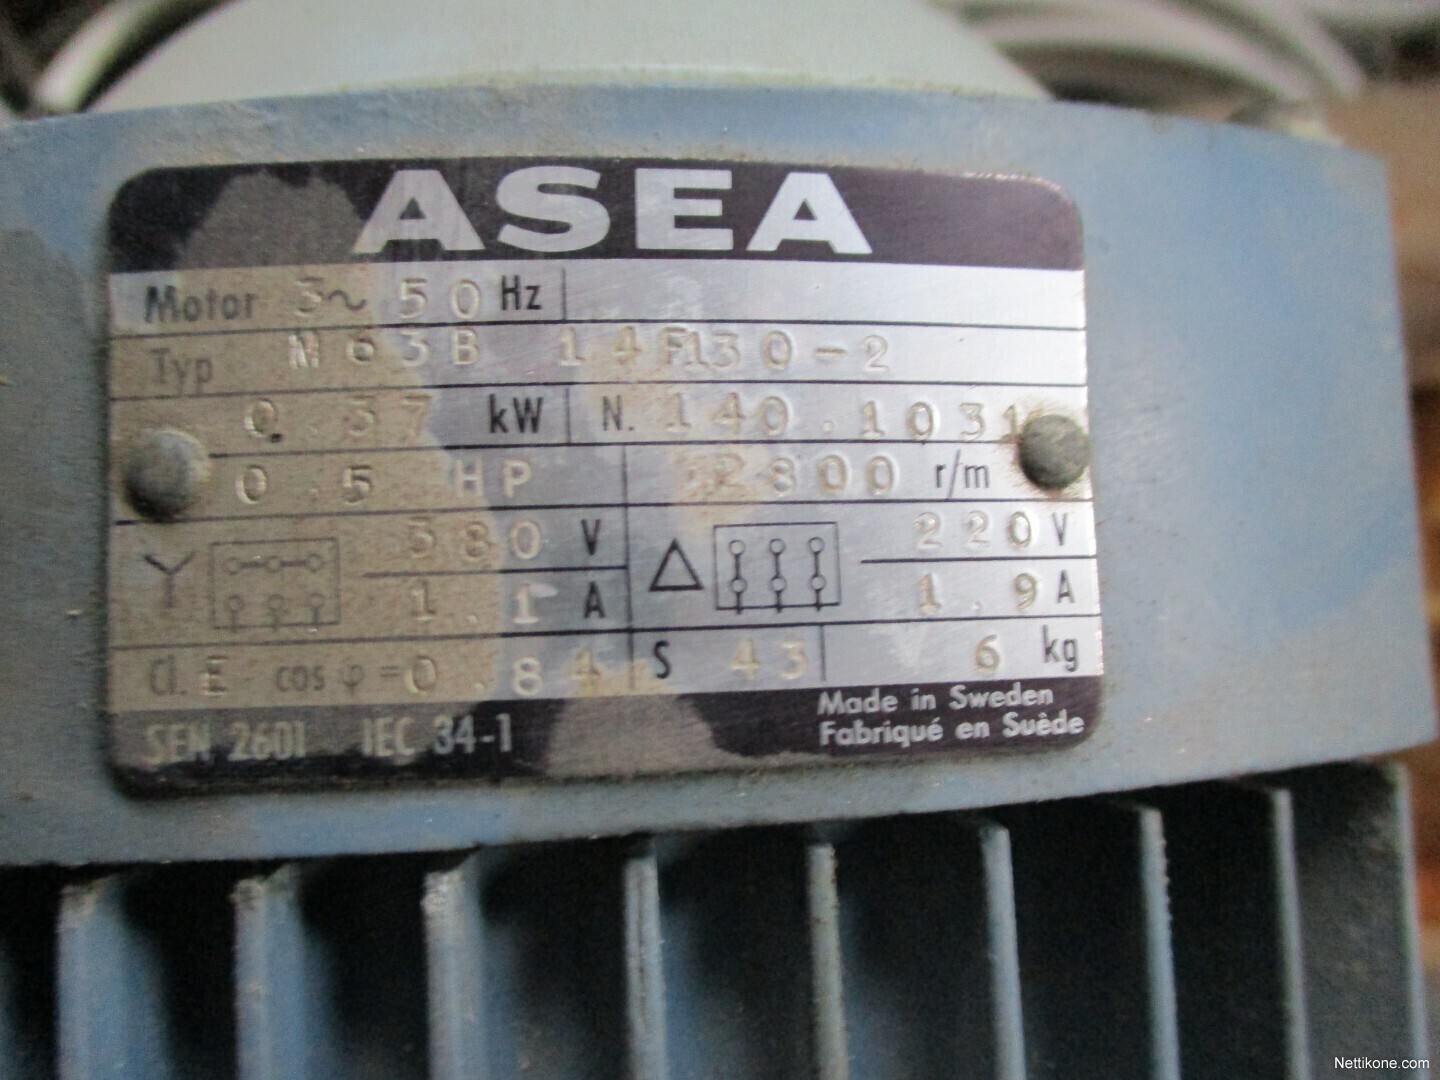 ASEA
Motor 3~ 50 Hz
Typ M63B 14F130-2
0.37 kW N. 140.1031
0.5 HP 2800 r/m
Y 380 V Δ 220 V
1.1 A 1.9 A
Cl. E cos φ = 0.84 S 43 6 kg
SEN 2601 IEC 34-1
Made in Sweden
Fabriqué en Suède
Nettikone.com